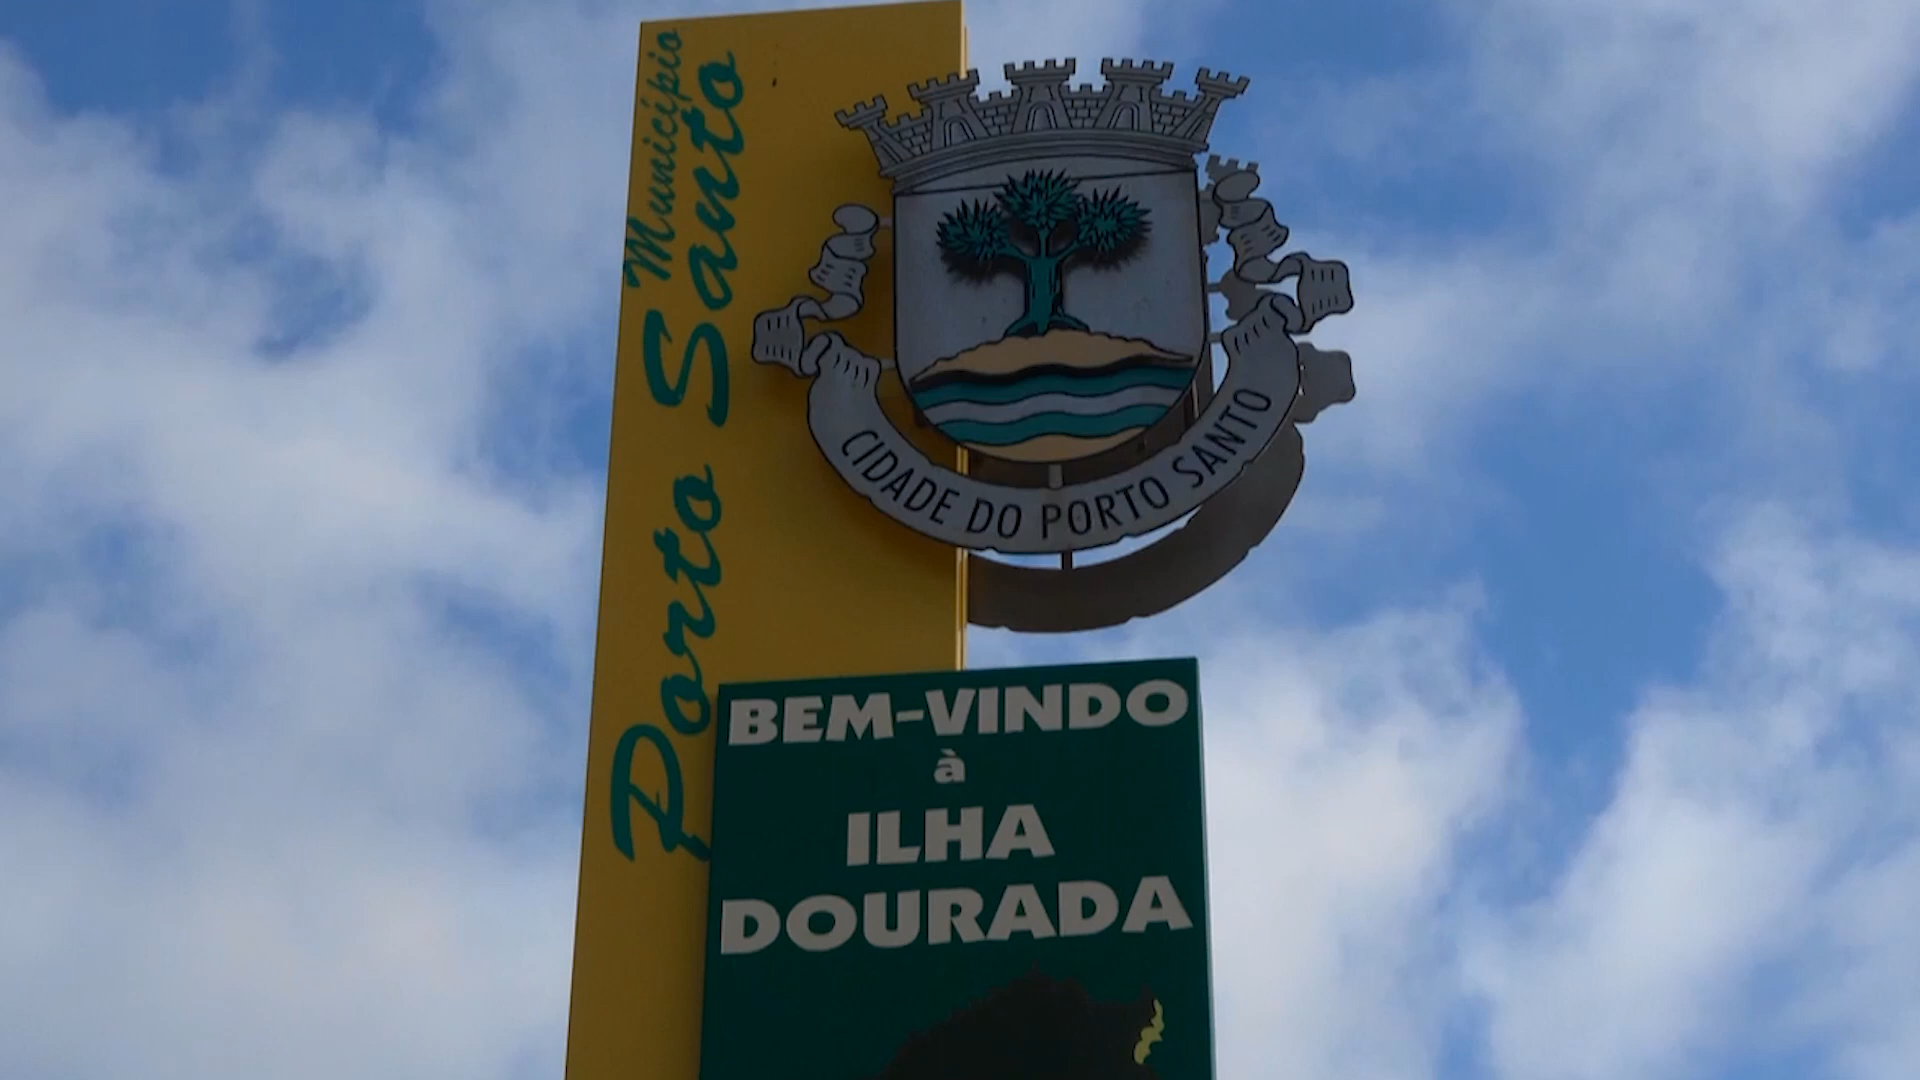 Município
Porto Santo
CIDADE DO PORTO SANTO
BEM-VINDO
à
ILHA
DOURADA